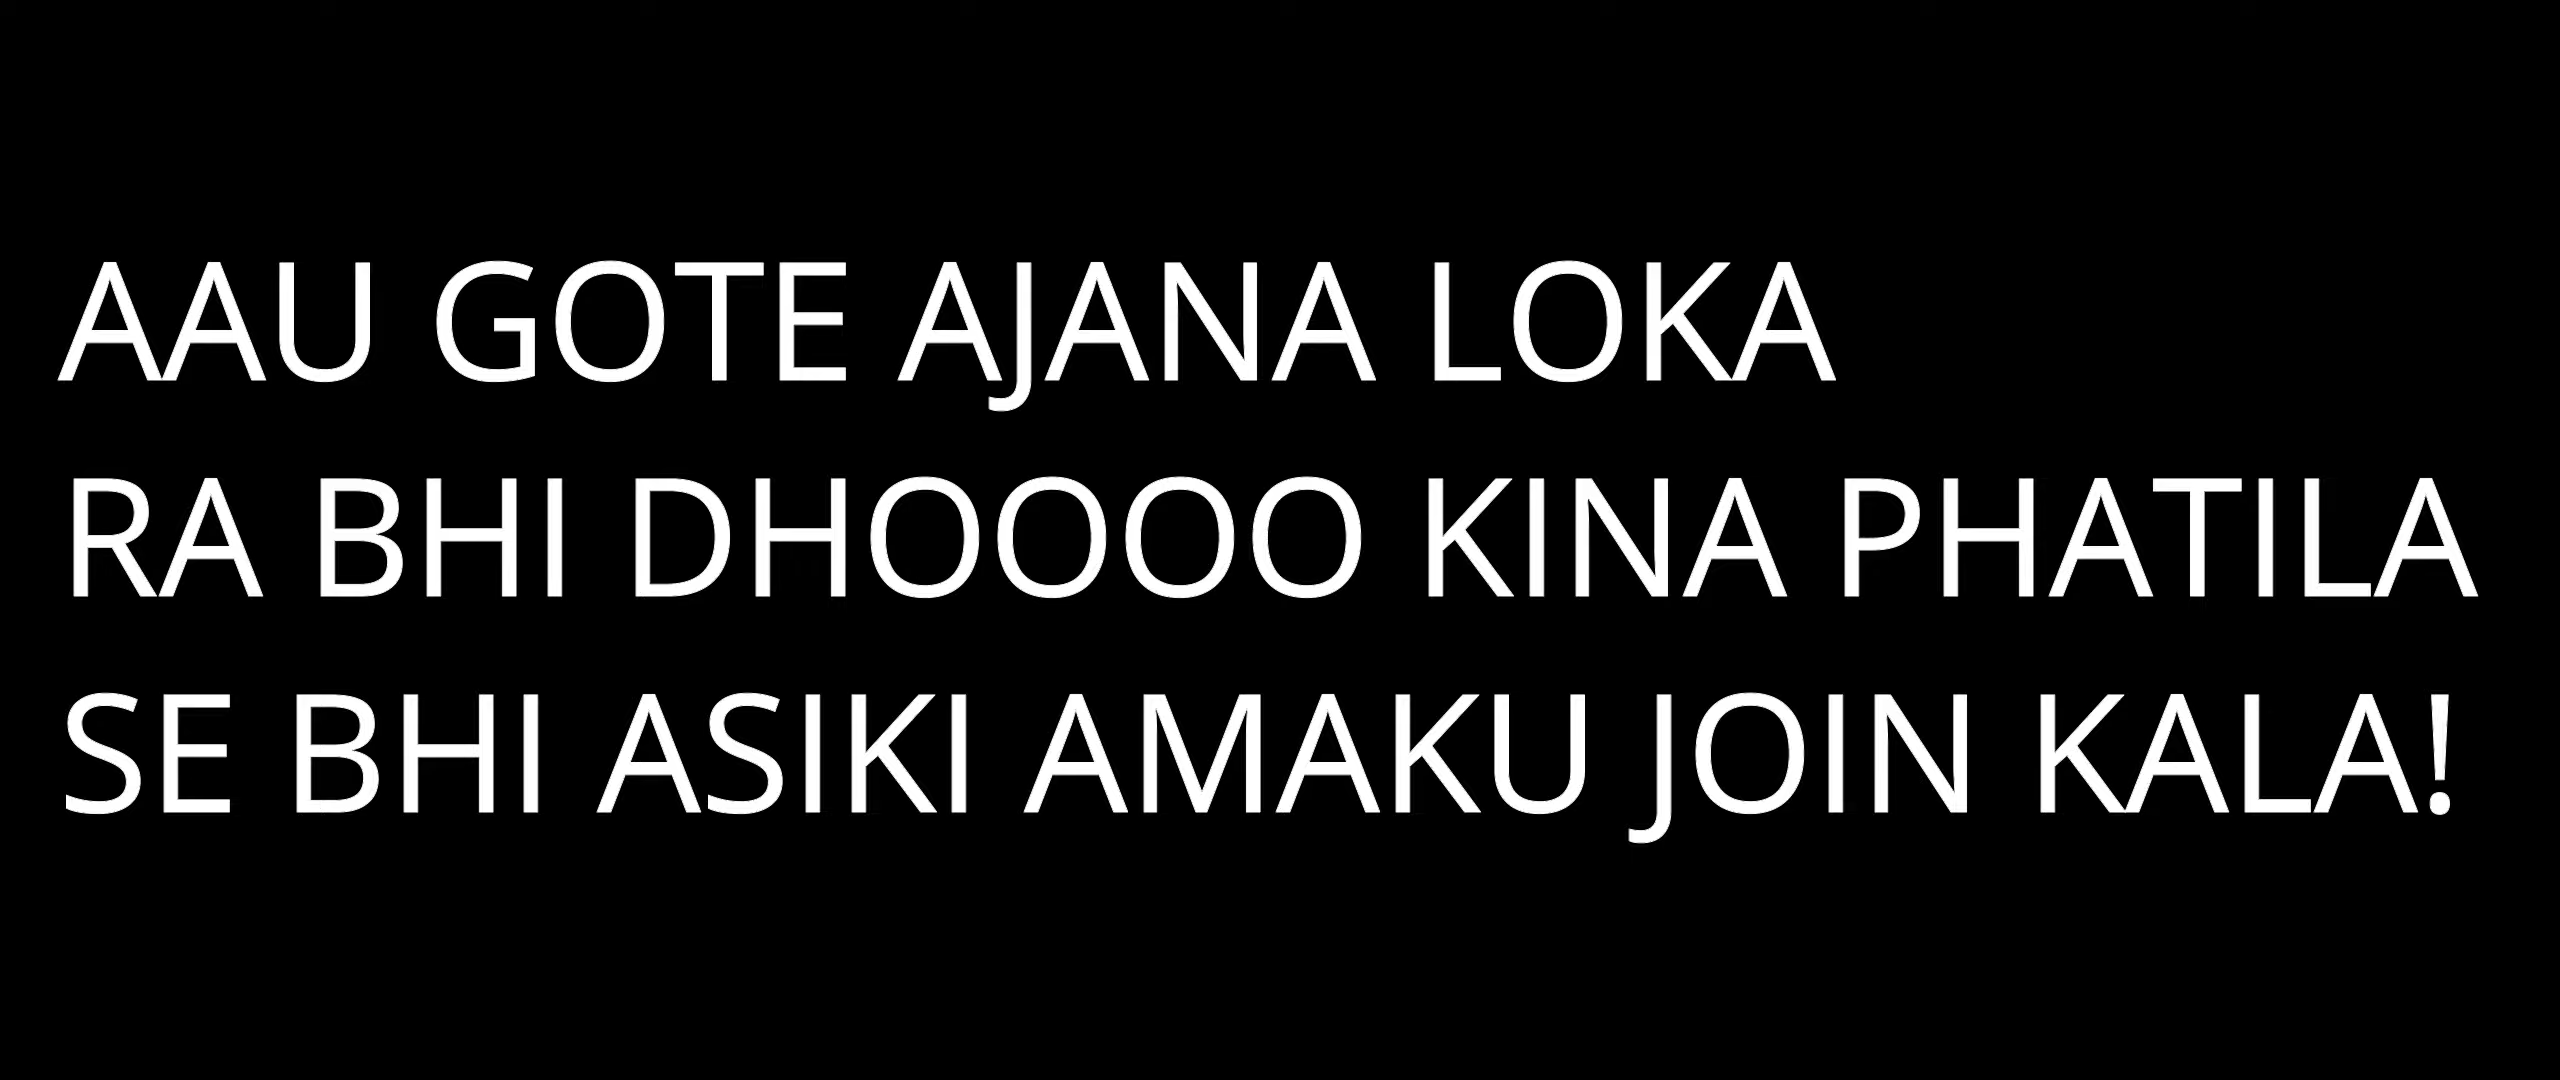 AAU GOTE AJANA LOKA
RA BHI DHOOOO KINA PHATILA
SE BHI ASIKI AMAKU JOIN KALA!